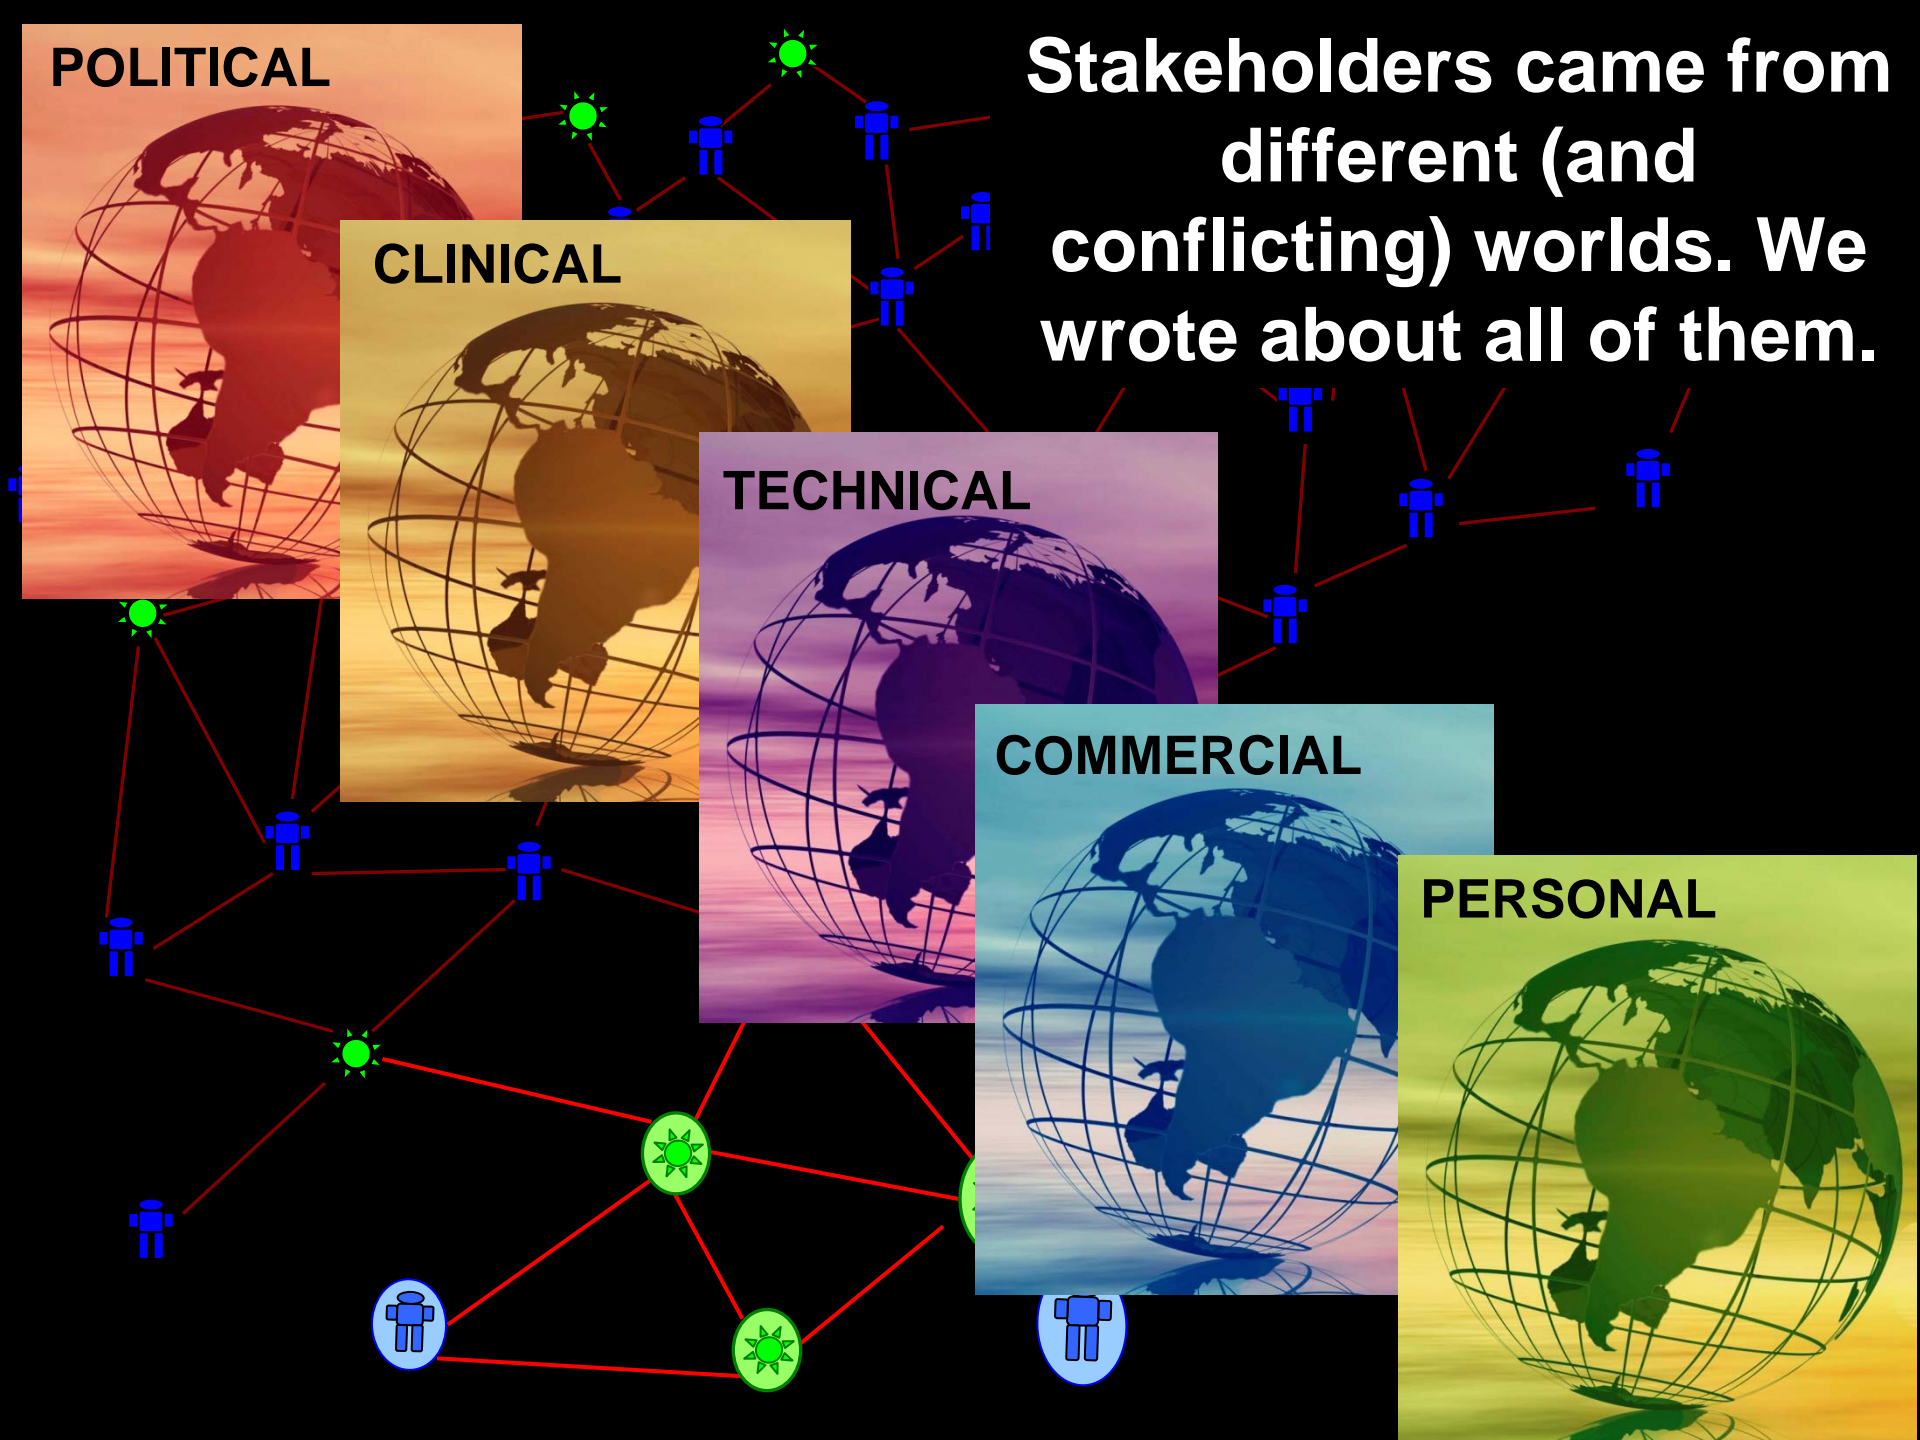 Stakeholders came from
different (and
conflicting) worlds. We
wrote about all of them.
POLITICAL
CLINICAL
TECHNICAL
COMMERCIAL
PERSONAL